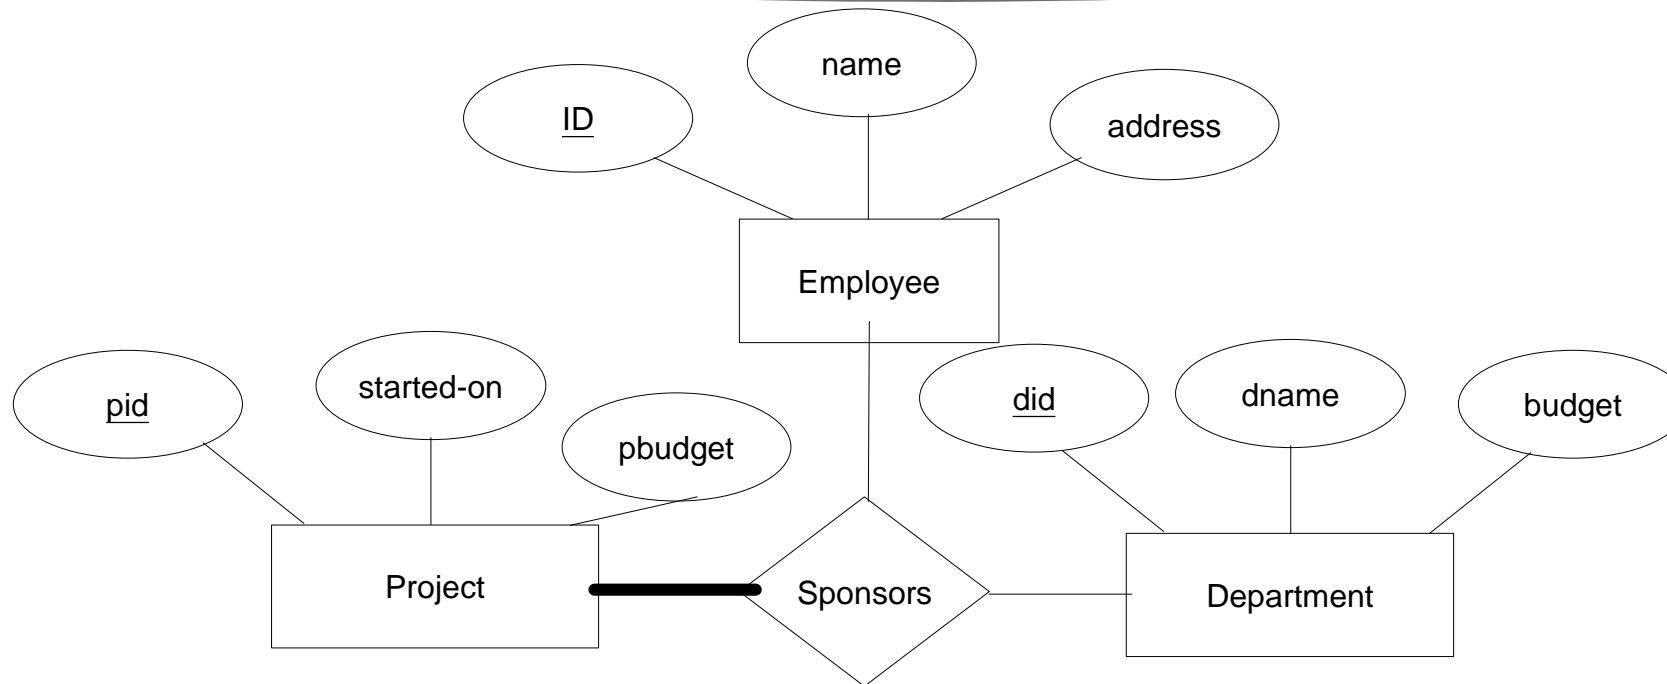 name
ID
address
Employee
started-on
pid
pbudget
did
dname
budget
Project
Sponsors
Department